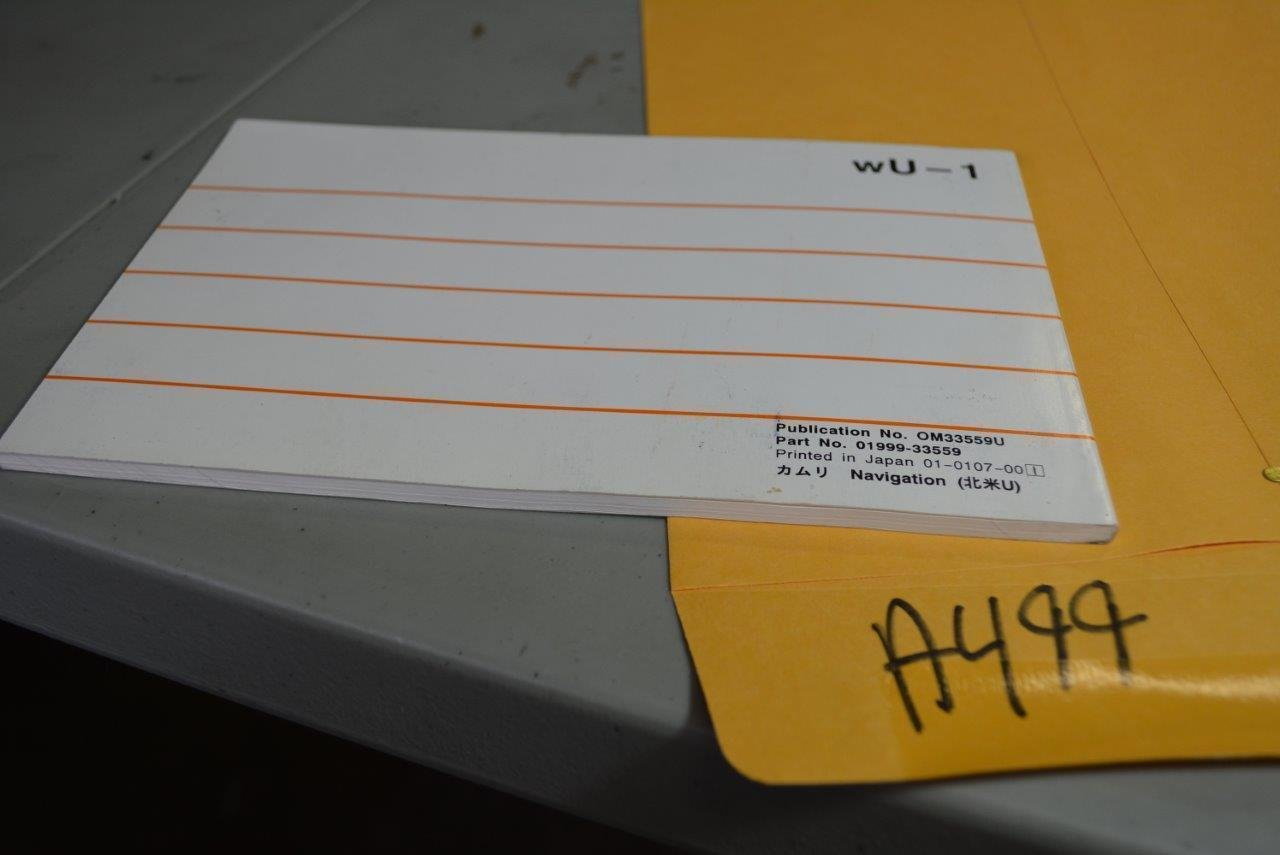 wU-1
Publication No. OM33559U
Part No. 01999-33559
Printed in Japan 01-0107-00
カムリ Navigation (北米U)
A499